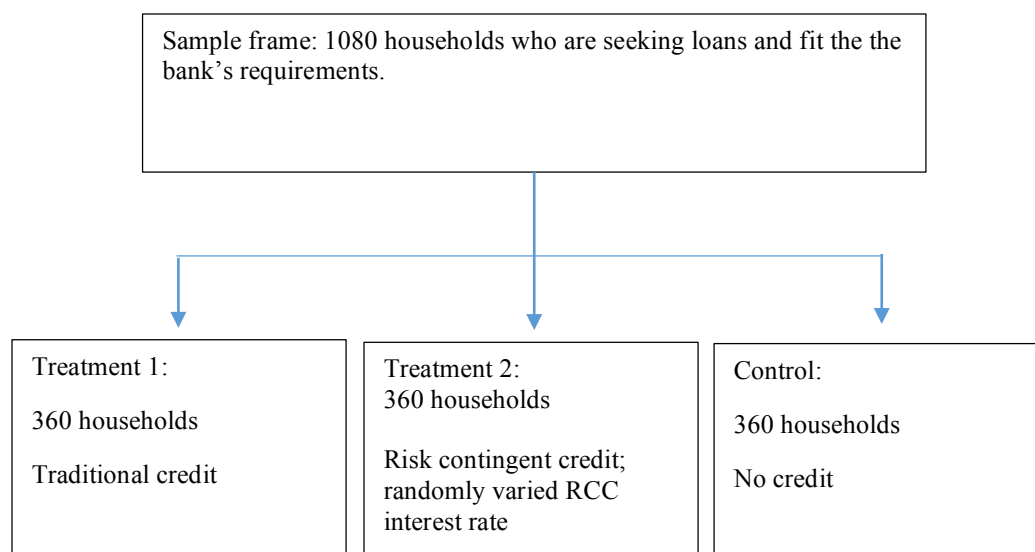 Sample frame: 1080 households who are seeking loans and fit the the
bank’s requirements.
Treatment 1:
360 households
Traditional credit
Treatment 2:
360 households
Risk contingent credit;
randomly varied RCC
interest rate
Control:
360 households
No credit